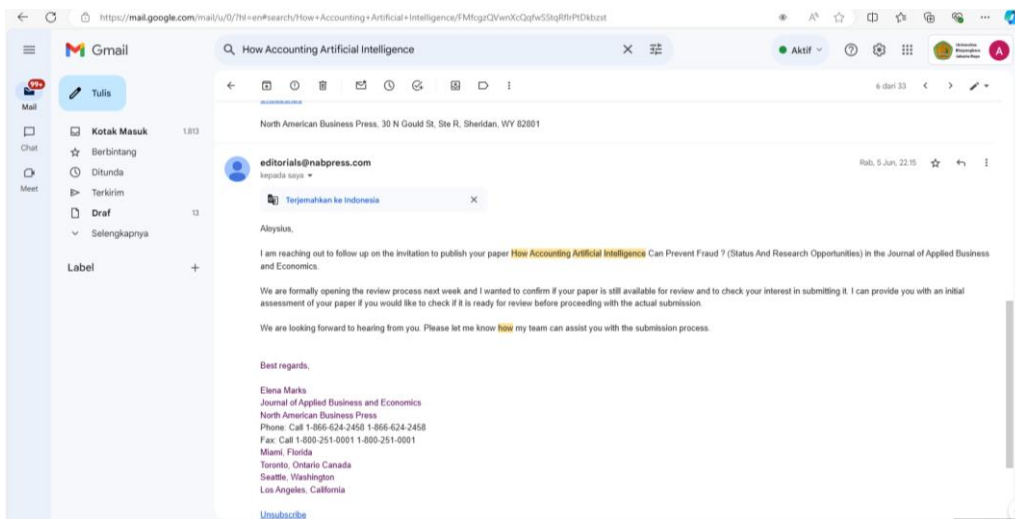 https://mail.google.com/mail/u/0/?hl=en#search/How+Accounting+Artificial+Intelligence/FMfcgzQVwnXcQqfwSStqRflrPtDkbzst
Gmail
How Accounting Artificial Intelligence
Aktif
A
99+
Mail
Chat
Meet
Tulis
Kotak Masuk 1.813
Berbintang
Ditunda
Terkirim
Draf 13
Selengkapnya
Label
6 dari 33
North American Business Press, 30 N Gould St, Ste R, Sheridan, WY 82801
editorials@nabpress.com
Rab, 5 Jun, 22.15
kepada saya
Terjemahkan ke Indonesia
Aloysius,
I am reaching out to follow up on the invitation to publish your paper How Accounting Artificial Intelligence Can Prevent Fraud ? (Status And Research Opportunities) in the Journal of Applied Business
and Economics.
We are formally opening the review process next week and I wanted to confirm if your paper is still available for review and to check your interest in submitting it. I can provide you with an initial
assessment of your paper if you would like to check if it is ready for review before proceeding with the actual submission.
We are looking forward to hearing from you. Please let me know how my team can assist you with the submission process.
Best regards,
Elena Marks
Journal of Applied Business and Economics
North American Business Press
Phone: Call 1-866-624-2458 1-866-624-2458
Fax: Call 1-800-251-0001 1-800-251-0001
Miami, Florida
Toronto, Ontario Canada
Seattle, Washington
Los Angeles, California
Unsubscribe